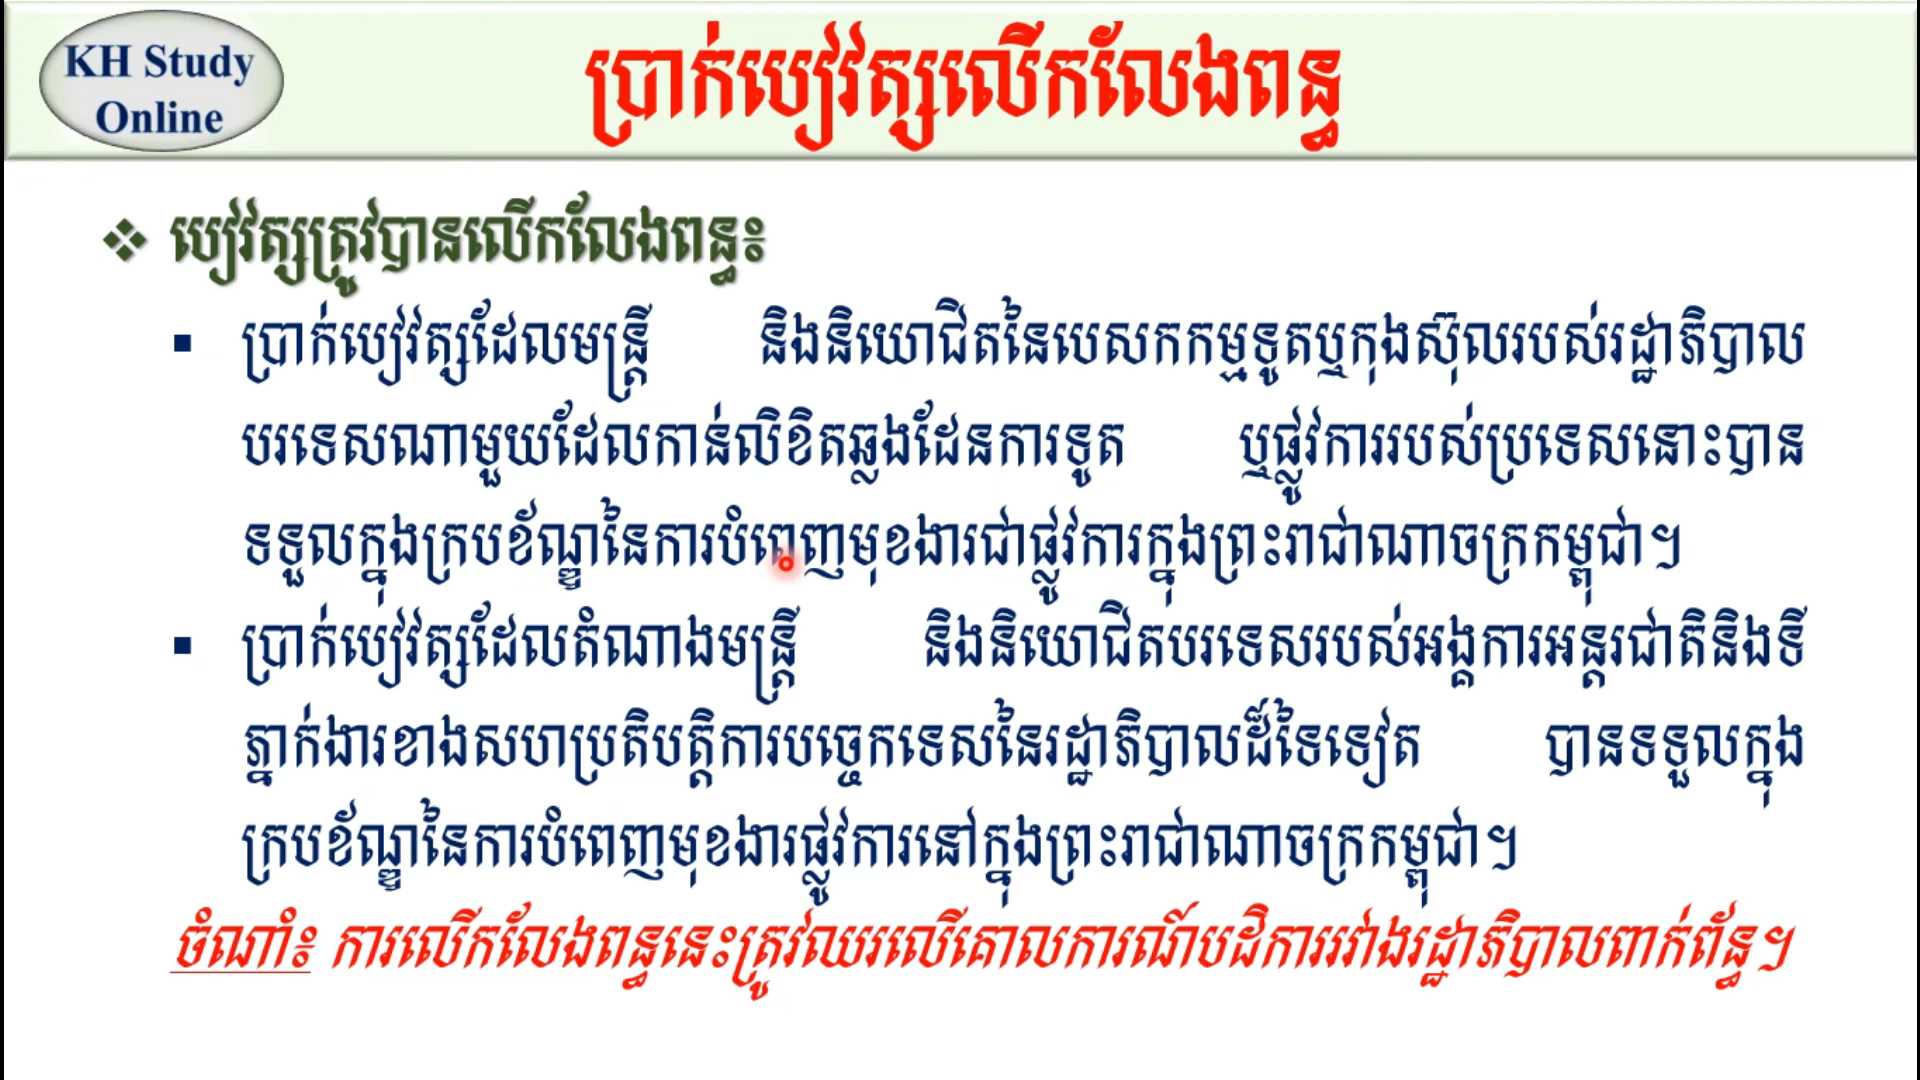 KH Study
Online
ប្រាក់បៀវត្សលើកលែងពន្ធ
❖ បៀវត្សត្រូវបានលើកលែងពន្ធ៖
▪ ប្រាក់បៀវត្សដែលមន្ត្រី និងនិយោជិតនៃបេសកកម្មទូតឬកុងស៊ុលរបស់រដ្ឋាភិបាល
បរទេសណាមួយដែលកាន់លិខិតឆ្លងដែនការទូត ឬផ្លូវការរបស់ប្រទេសនោះបាន
ទទួលក្នុងក្របខ័ណ្ឌនៃការបំពេញមុខងារជាផ្លូវការក្នុងព្រះរាជាណាចក្រកម្ពុជា។
▪ ប្រាក់បៀវត្សដែលតំណាងមន្ត្រី និងនិយោជិតបរទេសរបស់អង្គការអន្តរជាតិនិងទី
ភ្នាក់ងារខាងសហប្រតិបត្តិការបច្ចេកទេសនៃរដ្ឋាភិបាលដ៏ទៃទៀត បានទទួលក្នុង
ក្របខ័ណ្ឌនៃការបំពេញមុខងារផ្លូវការនៅក្នុងព្រះរាជាណាចក្រកម្ពុជា។
ចំណាំ៖ ការលើកលែងពន្ធនេះត្រូវឈរលើគោលការណ៍បដិការរវាងរដ្ឋាភិបាលពាក់ព័ន្ធ។